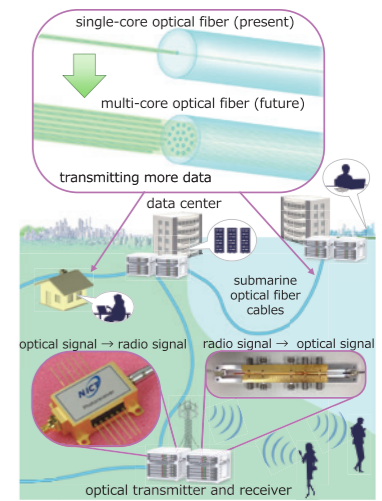 single-core optical fiber (present)
multi-core optical fiber (future)
transmitting more data
data center
submarine
optical fiber
cables
optical signal → radio signal
radio signal → optical signal
NICT
optical transmitter and receiver